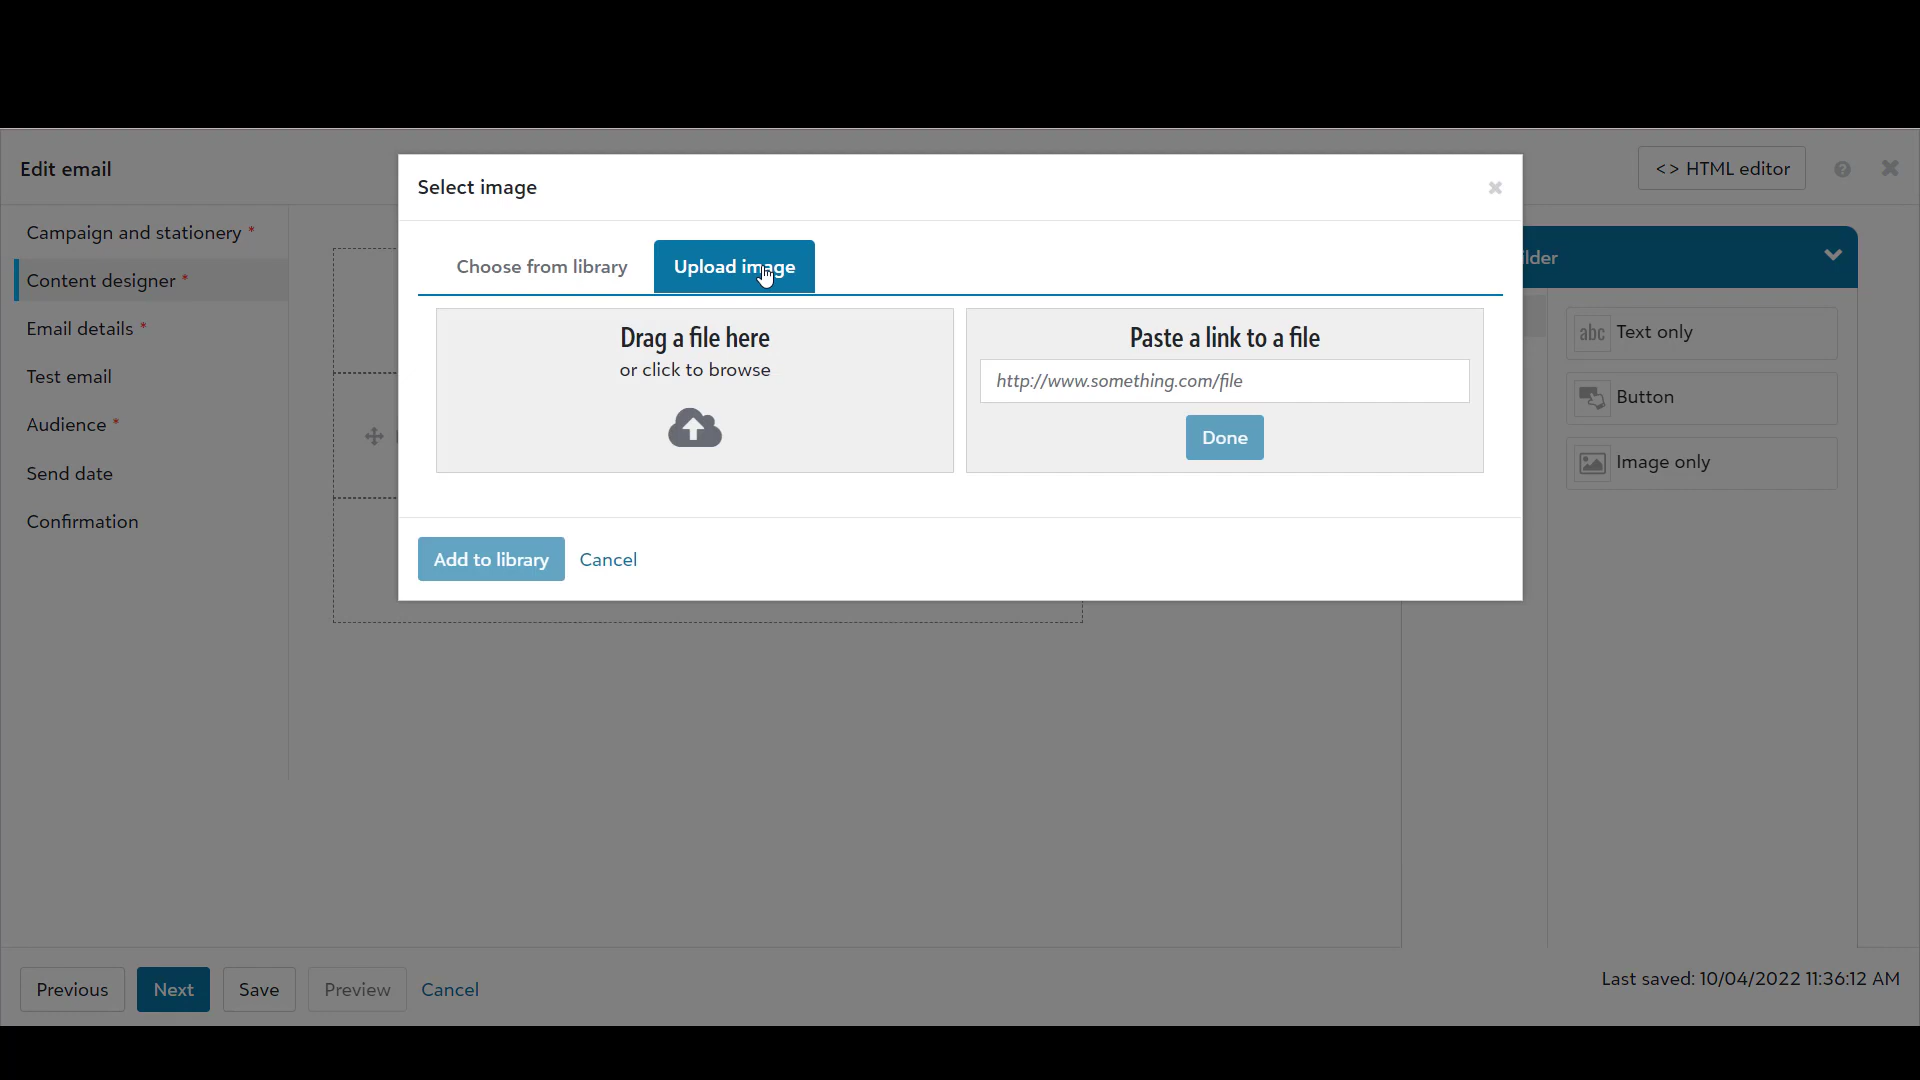 Edit email
<> HTML editor
?
Select image
Campaign and stationery *
Content designer *
Email details *
Test email
Audience *
Send date
Confirmation
Choose from library
Upload image
Drag a file here
or click to browse
Paste a link to a file
http://www.something.com/file
Done
Add to library
Cancel
ilder
abc Text only
Button
Image only
Previous
Next
Save
Preview
Cancel
Last saved: 10/04/2022 11:36:12 AM